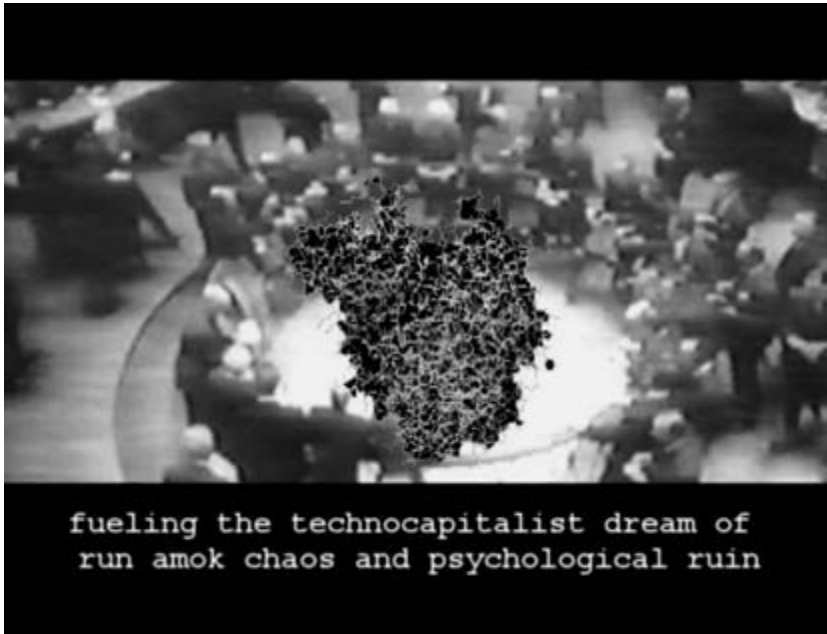 fueling the technocapitalist dream of
run amok chaos and psychological ruin